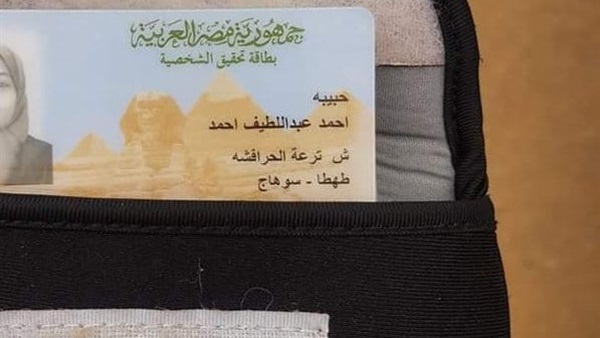 جمهورية مصر العربية
بطاقة تحقيق الشخصية
حبيبه
احمد عبداللطيف احمد
ش ترعة الحرافشه
طهطا - سوهاج